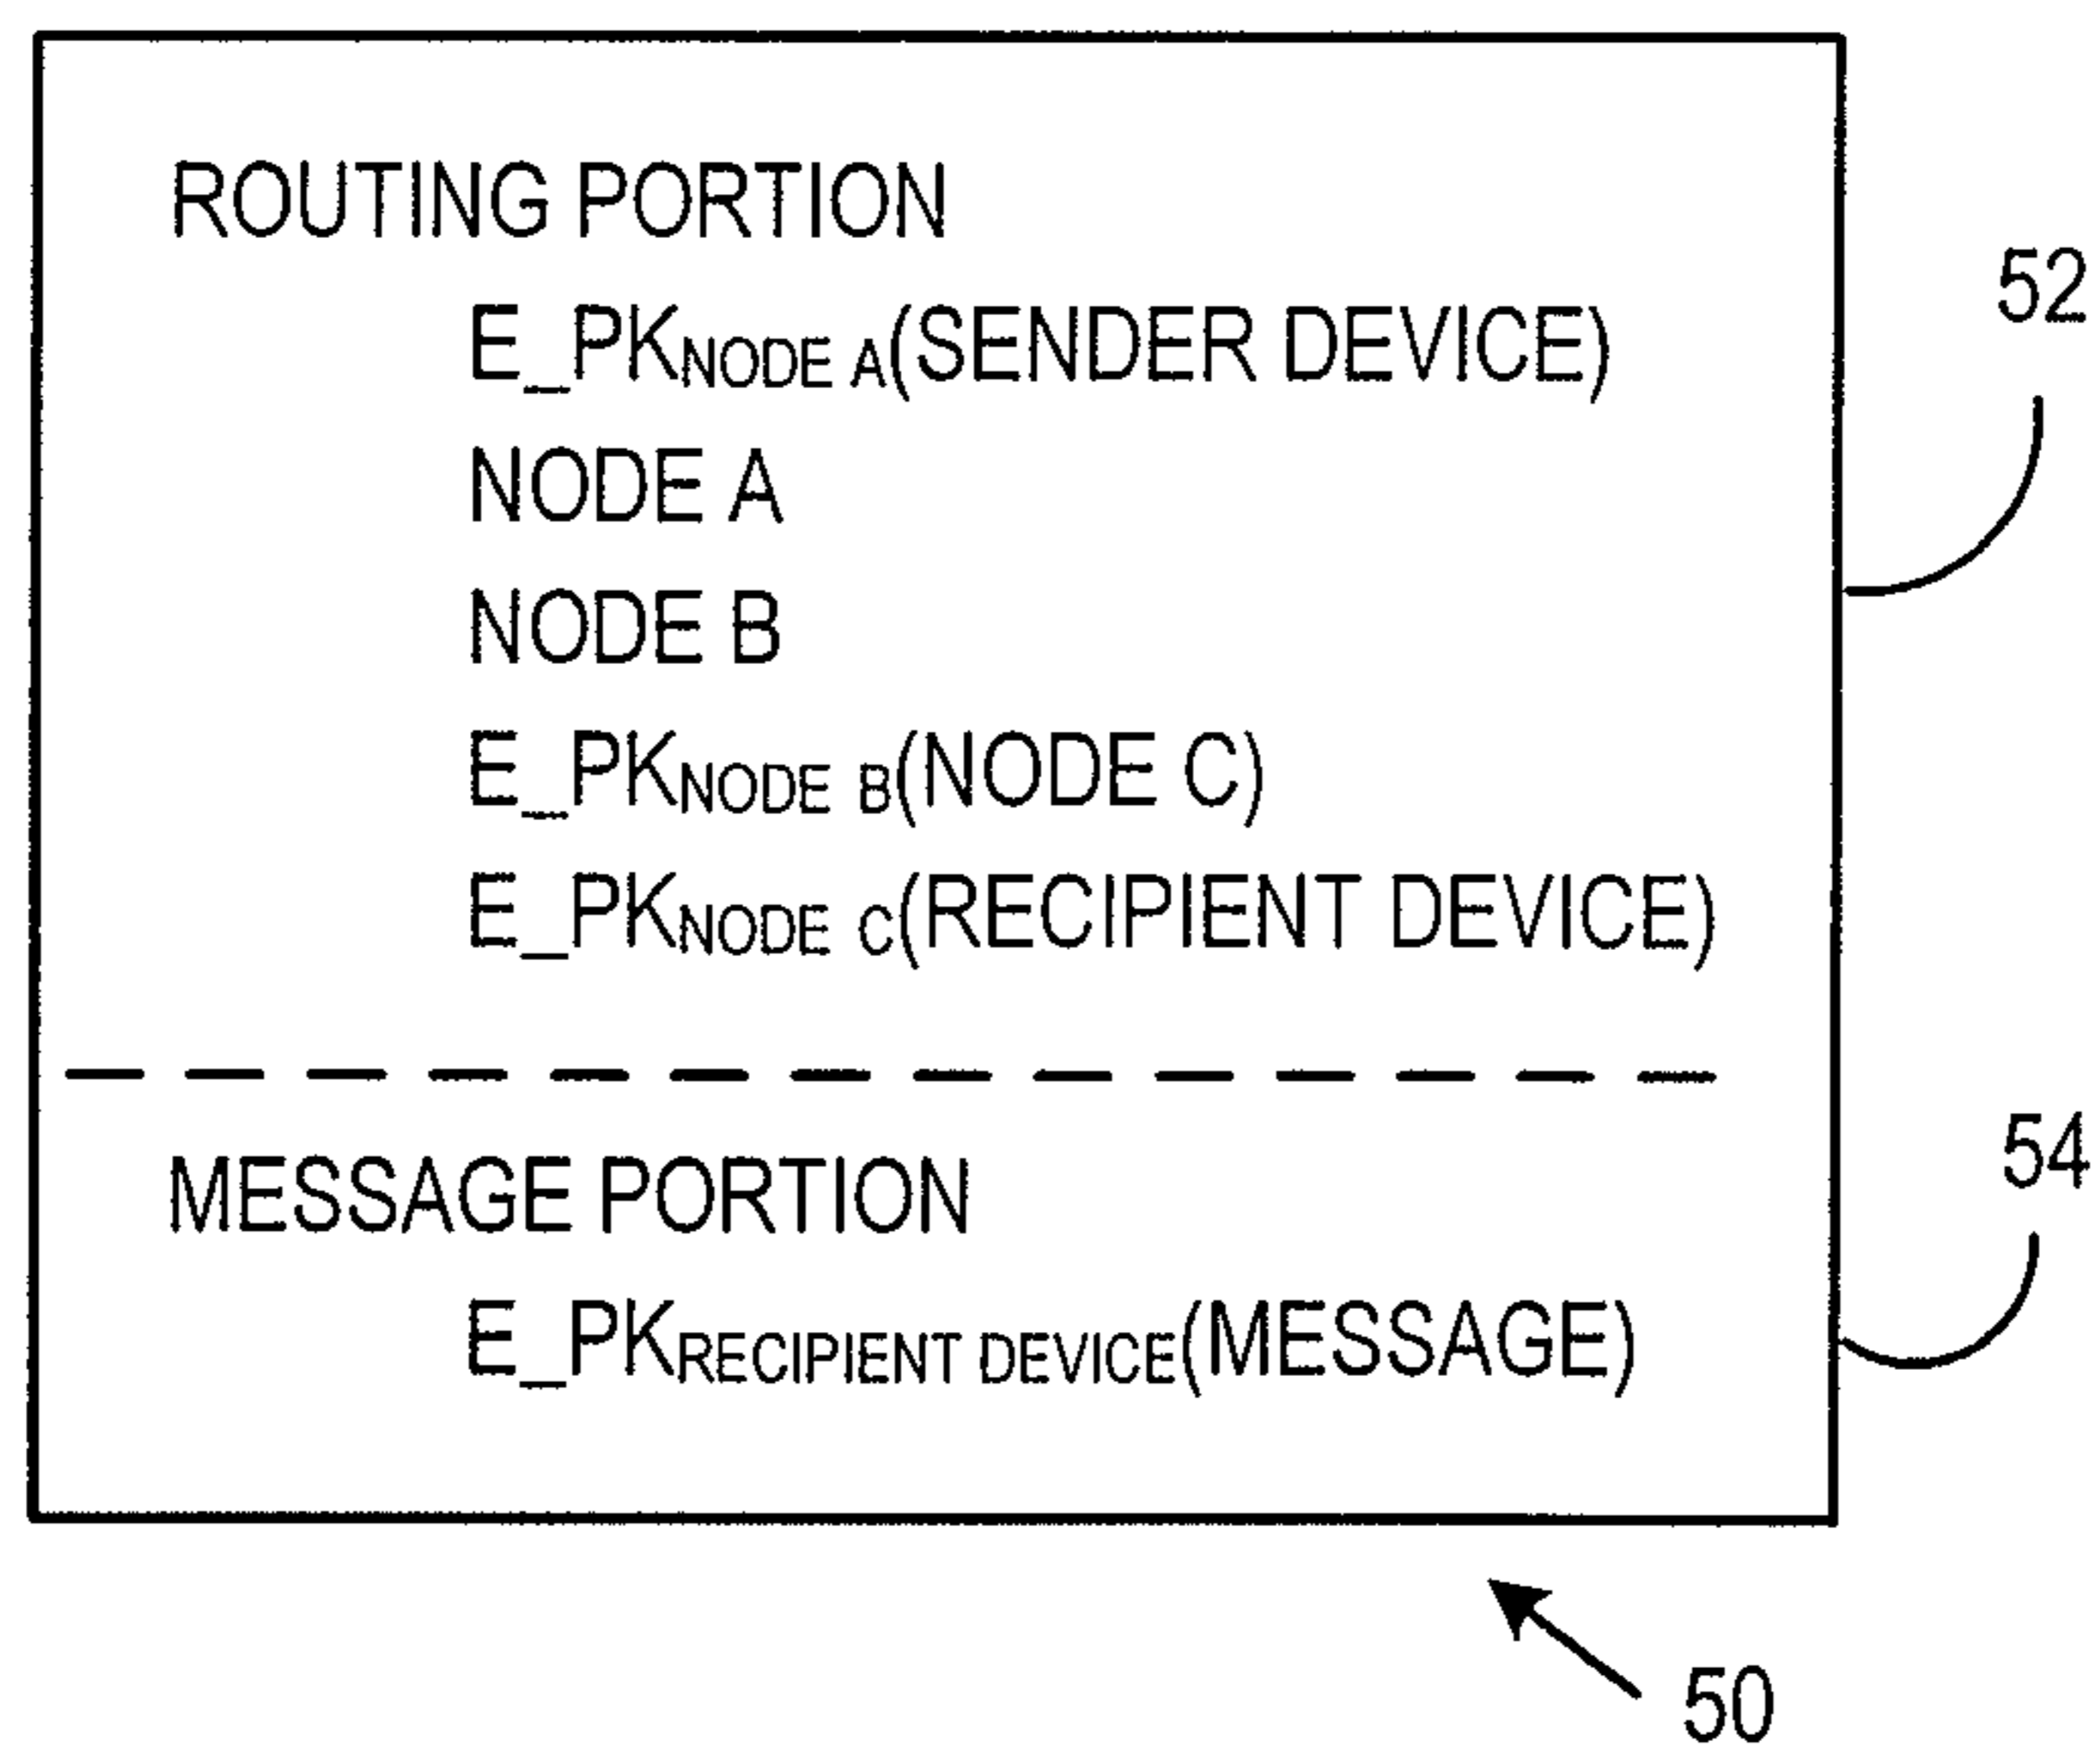 ROUTING PORTION
E_PKNODE A(SENDER DEVICE)
52
NODE A
NODE B
E_PKNODE B(NODE C)
E_PKNODE C(RECIPIENT DEVICE)
MESSAGE PORTION
54
E_PKRECIPIENT DEVICE(MESSAGE)
50